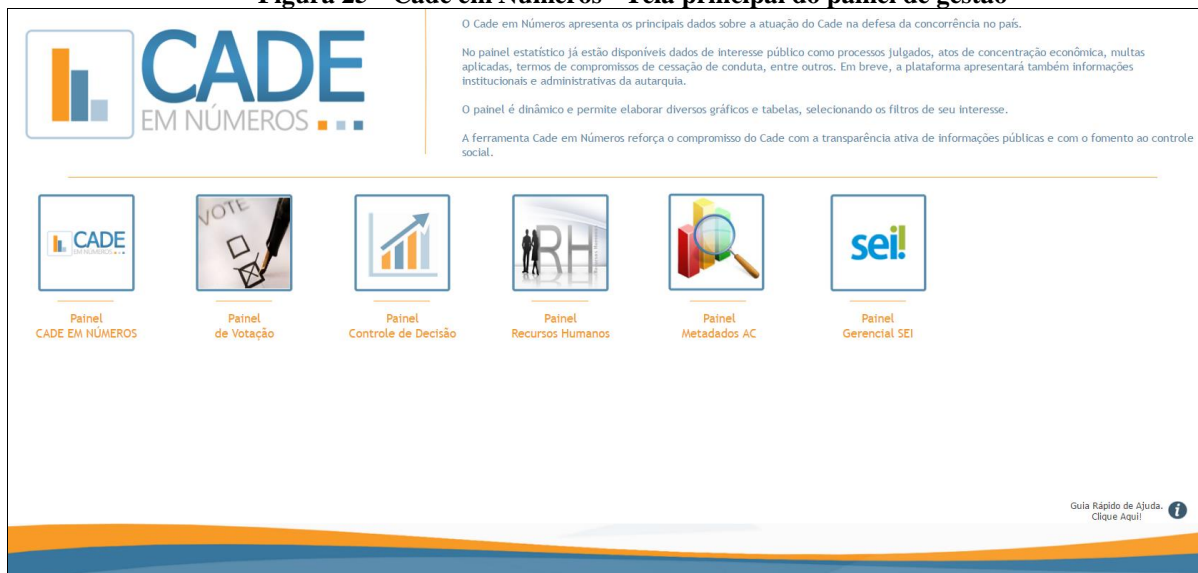 Figura 25 – Cade em Números – Tela principal do painel de gestão
CADE
EM NÚMEROS
O Cade em Números apresenta os principais dados sobre a atuação do Cade na defesa da concorrência no país.
No painel estatístico já estão disponíveis dados de interesse público como processos julgados, atos de concentração econômica, multas
aplicadas, termos de compromissos de cessação de conduta, entre outros. Em breve, a plataforma apresentará também informações
institucionais e administrativas da autarquia.
O painel é dinâmico e permite elaborar diversos gráficos e tabelas, selecionando os filtros de seu interesse.
A ferramenta Cade em Números reforça o compromisso do Cade com a transparência ativa de informações públicas e com o fomento ao controle
social.
CADE
EM NÚMEROS
VOTE
RH
sei!
Painel
CADE EM NÚMEROS
Painel
de Votação
Painel
Controle de Decisão
Painel
Recursos Humanos
Painel
Metadados AC
Painel
Gerencial SEI
Guia Rápido de Ajuda.
Clique Aqui!